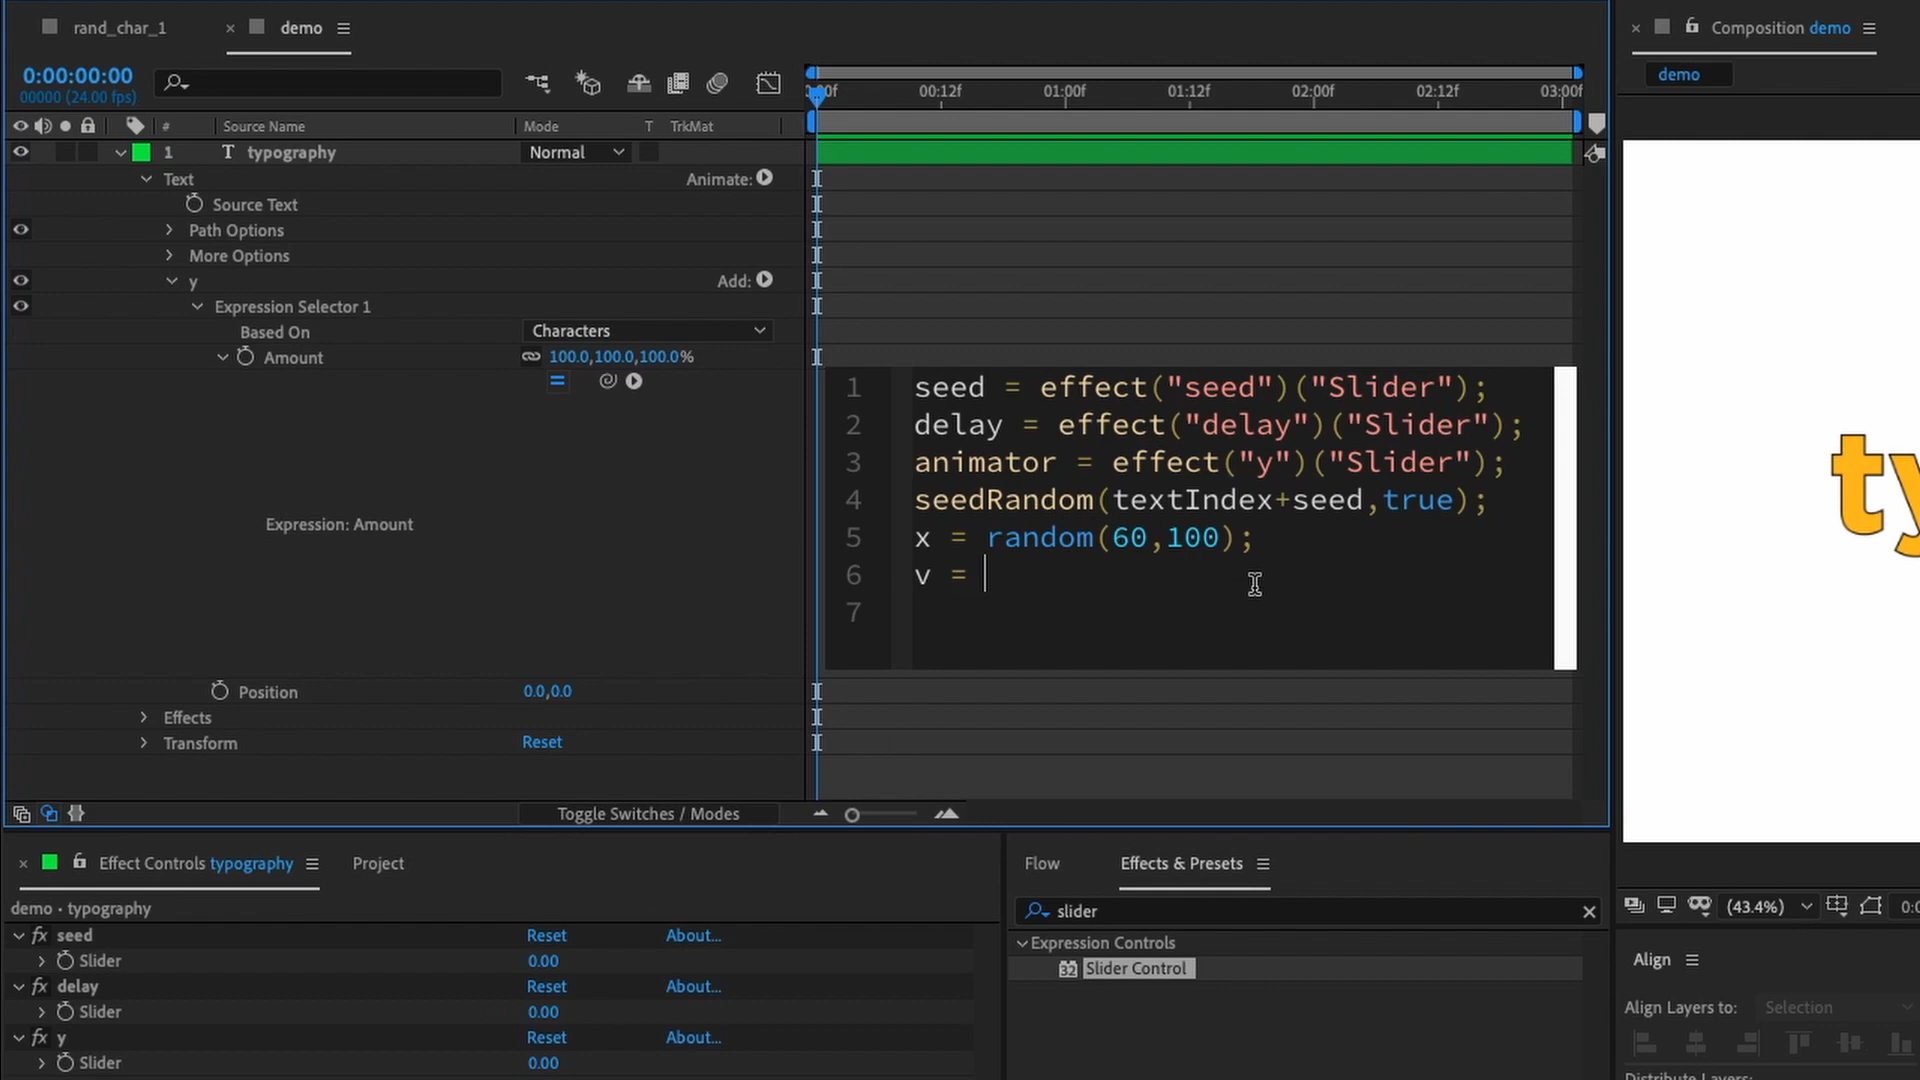 rand_char_1
× demo
× Composition demo
0:00:00:00
00000 (24.00 fps)
00f 00:12f 01:00f 01:12f 02:00f 02:12f 03:00f
demo
# Source Name Mode T TrkMat
1 T typography Normal
Text Animate:
Source Text
Path Options
More Options
y Add:
Expression Selector 1
Based On Characters
Amount 100.0,100.0,100.0%
Expression: Amount
1 seed = effect("seed")("Slider");
2 delay = effect("delay")("Slider");
3 animator = effect("y")("Slider");
4 seedRandom(textIndex+seed,true);
5 x = random(60,100);
6 v =
7
Position 0.0,0.0
Effects
Transform Reset
Toggle Switches / Modes
ty
× Effect Controls typography Project
demo • typography
fx seed Reset About...
Slider 0.00
fx delay Reset About...
Slider 0.00
fx y Reset About...
Slider 0.00
Flow Effects & Presets
slider ×
Expression Controls
32 Slider Control
(43.4%)
Align
Align Layers to: Selection